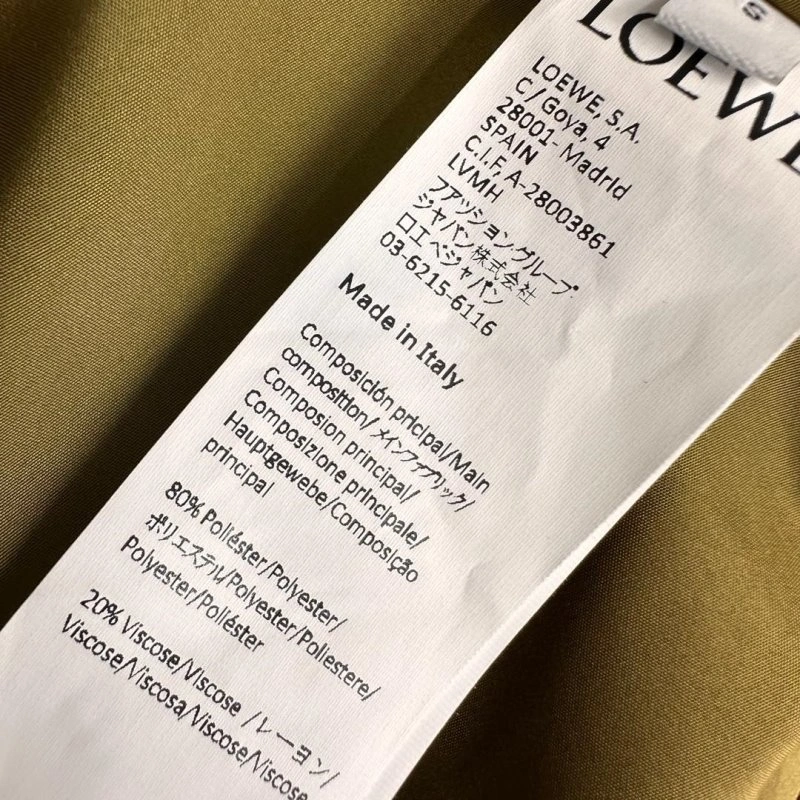 S
LOEWE
LOEWE, S.A.
C/ Goya, 4
28001- MadrId
SPAIN
C.I.F, A-28003861
LVMH
フアツショングループ
ジヤパン株式会社
ロエベジャパン
03-6215-6116
Made in Italy
Composición pricipal/Main
composition/ メインファブリック/
Composion principal/
Composizione principale/
Hauptgewebe/Composição
principal
80% Poliéster/Polyester/
ポリエステル/Polyester/Poliestere/
Polyester/Poliéster
20% Viscose/Viscose /レーヨン/
Viscose/Viscosa/Viscose/Viscose